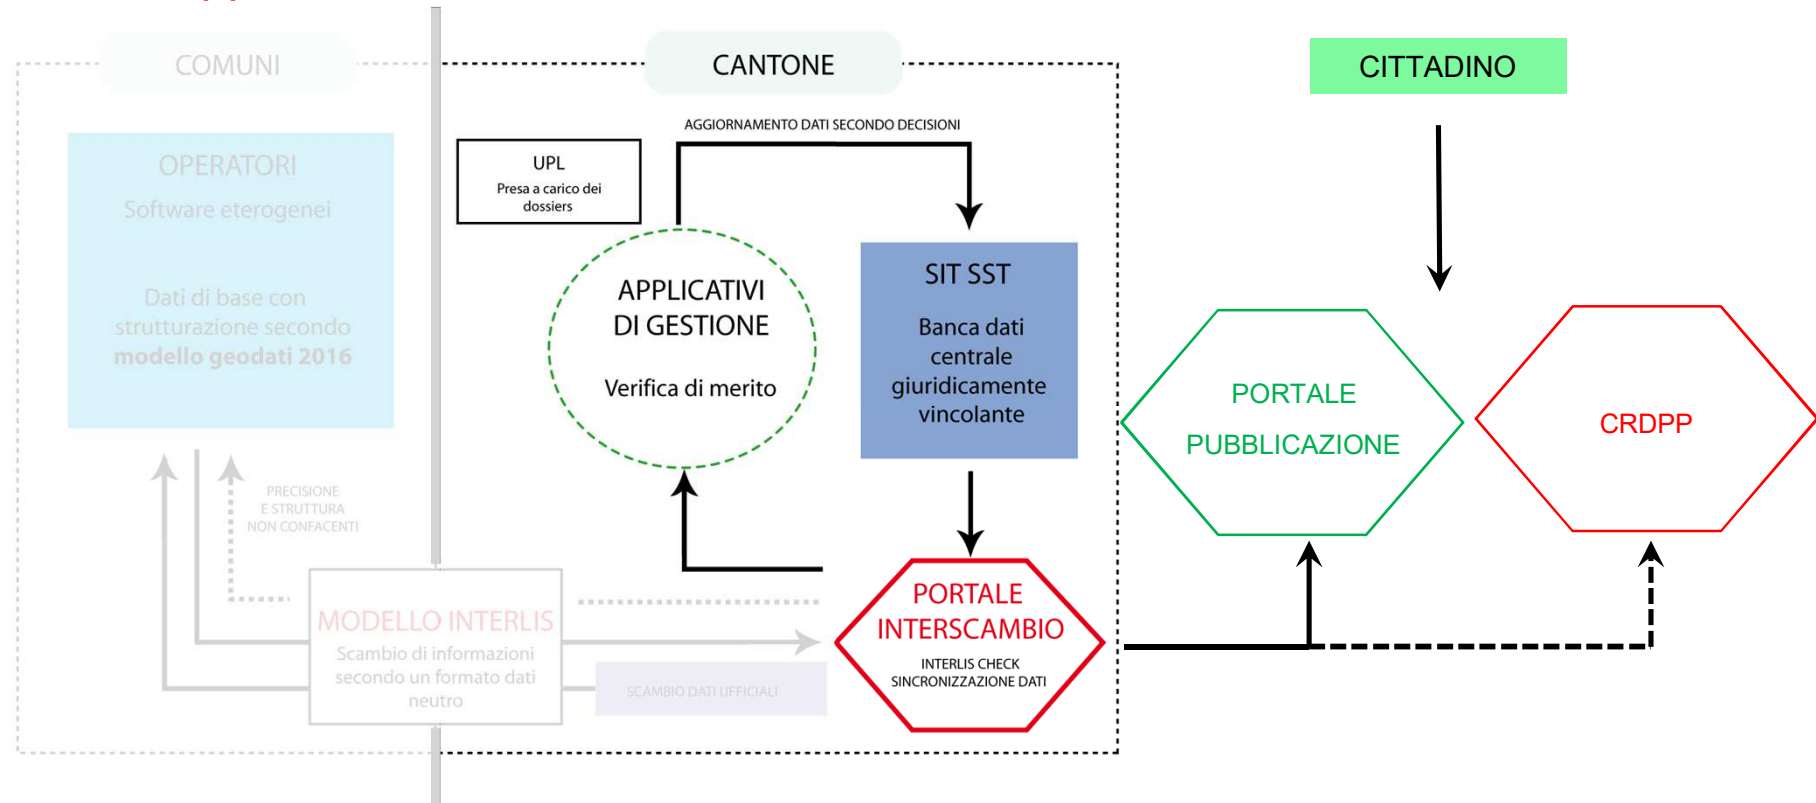 COMUNI
OPERATORI
Software eterogenei
Dati di base con
strutturazione secondo
modello geodati 2016
PRECISIONE
E STRUTTURA
NON CONFACENTI
MODELLO INTERLIS
Scambio di informazioni
secondo un formato dati
neutro
SCAMBIO DATI UFFICIALI
CANTONE
AGGIORNAMENTO DATI SECONDO DECISIONI
UPL
Presa a carico dei
dossiers
APPLICATIVI
DI GESTIONE
Verifica di merito
SIT SST
Banca dati
centrale
giuridicamente
vincolante
PORTALE
INTERSCAMBIO
INTERLIS CHECK
SINCRONIZZAZIONE DATI
CITTADINO
PORTALE
PUBBLICAZIONE
CRDPP